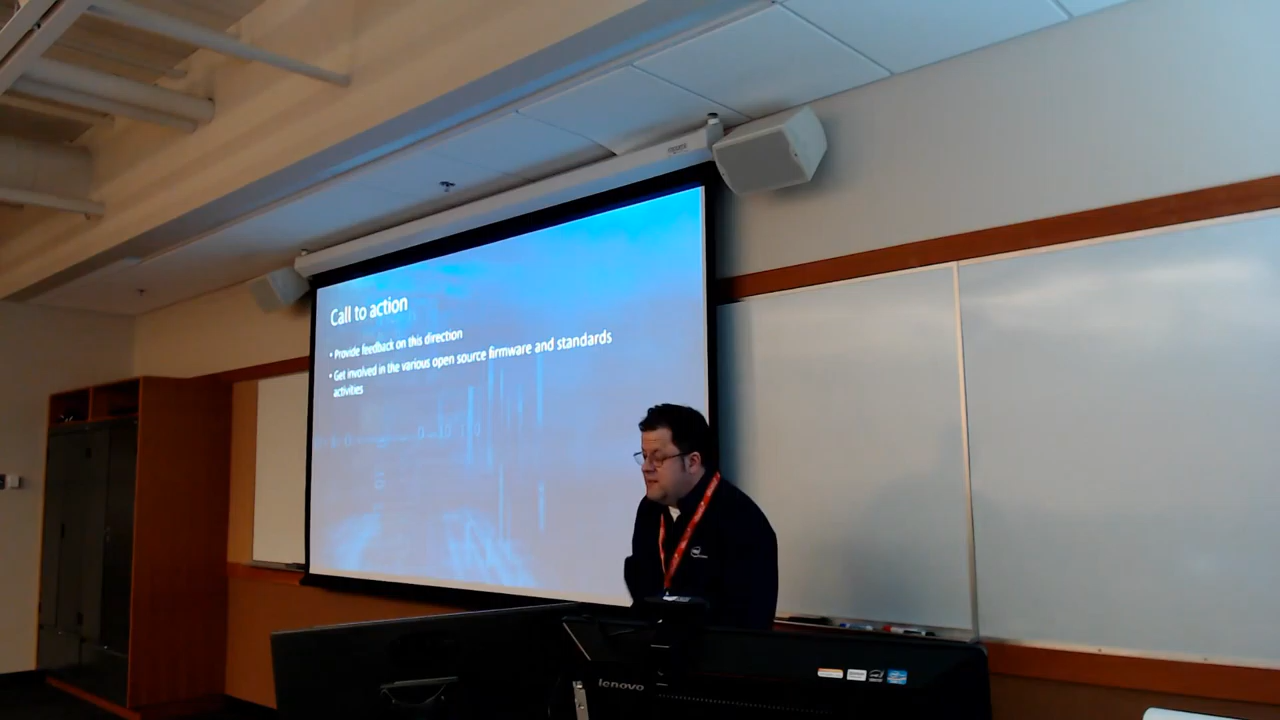 Call to action
• Provide feedback on this direction
• Get involved in the various open source firmware and standards
activities
lenovo